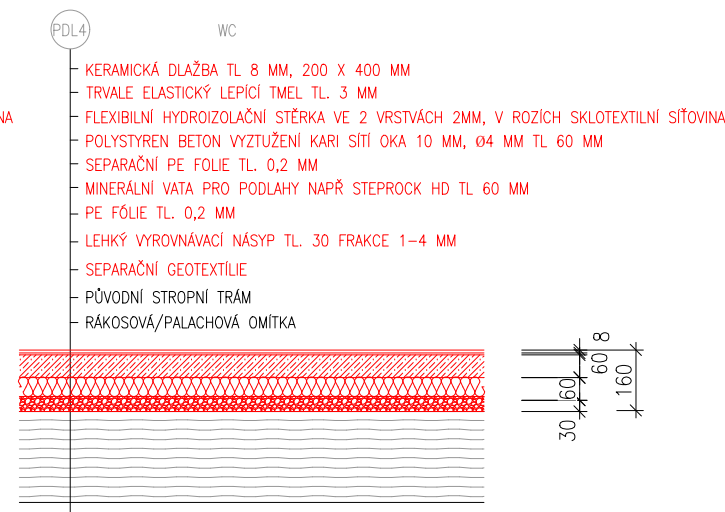 PDL4 WC
KERAMICKÁ DLAŽBA TL 8 MM, 200 X 400 MM
TRVALE ELASTICKÝ LEPÍCÍ TMEL TL. 3 MM
NA FLEXIBILNÍ HYDROIZOLAČNÍ STĚRKA VE 2 VRSTVÁCH 2MM, V ROZÍCH SKLOTEXTILNÍ SÍŤOVINA
POLYSTYREN BETON VYZTUŽENÍ KARI SÍTÍ OKA 10 MM, Ø4 MM TL 60 MM
SEPARAČNÍ PE FOLIE TL. 0,2 MM
MINERÁLNÍ VATA PRO PODLAHY NAPŘ STEPROCK HD TL 60 MM
PE FÓLIE TL. 0,2 MM
LEHKÝ VYROVNÁVACÍ NÁSYP TL. 30 FRAKCE 1-4 MM
SEPARAČNÍ GEOTEXTÍLIE
PŮVODNÍ STROPNÍ TRÁM
RÁKOSOVÁ/PALACHOVÁ OMÍTKA
8
60
60
160
30